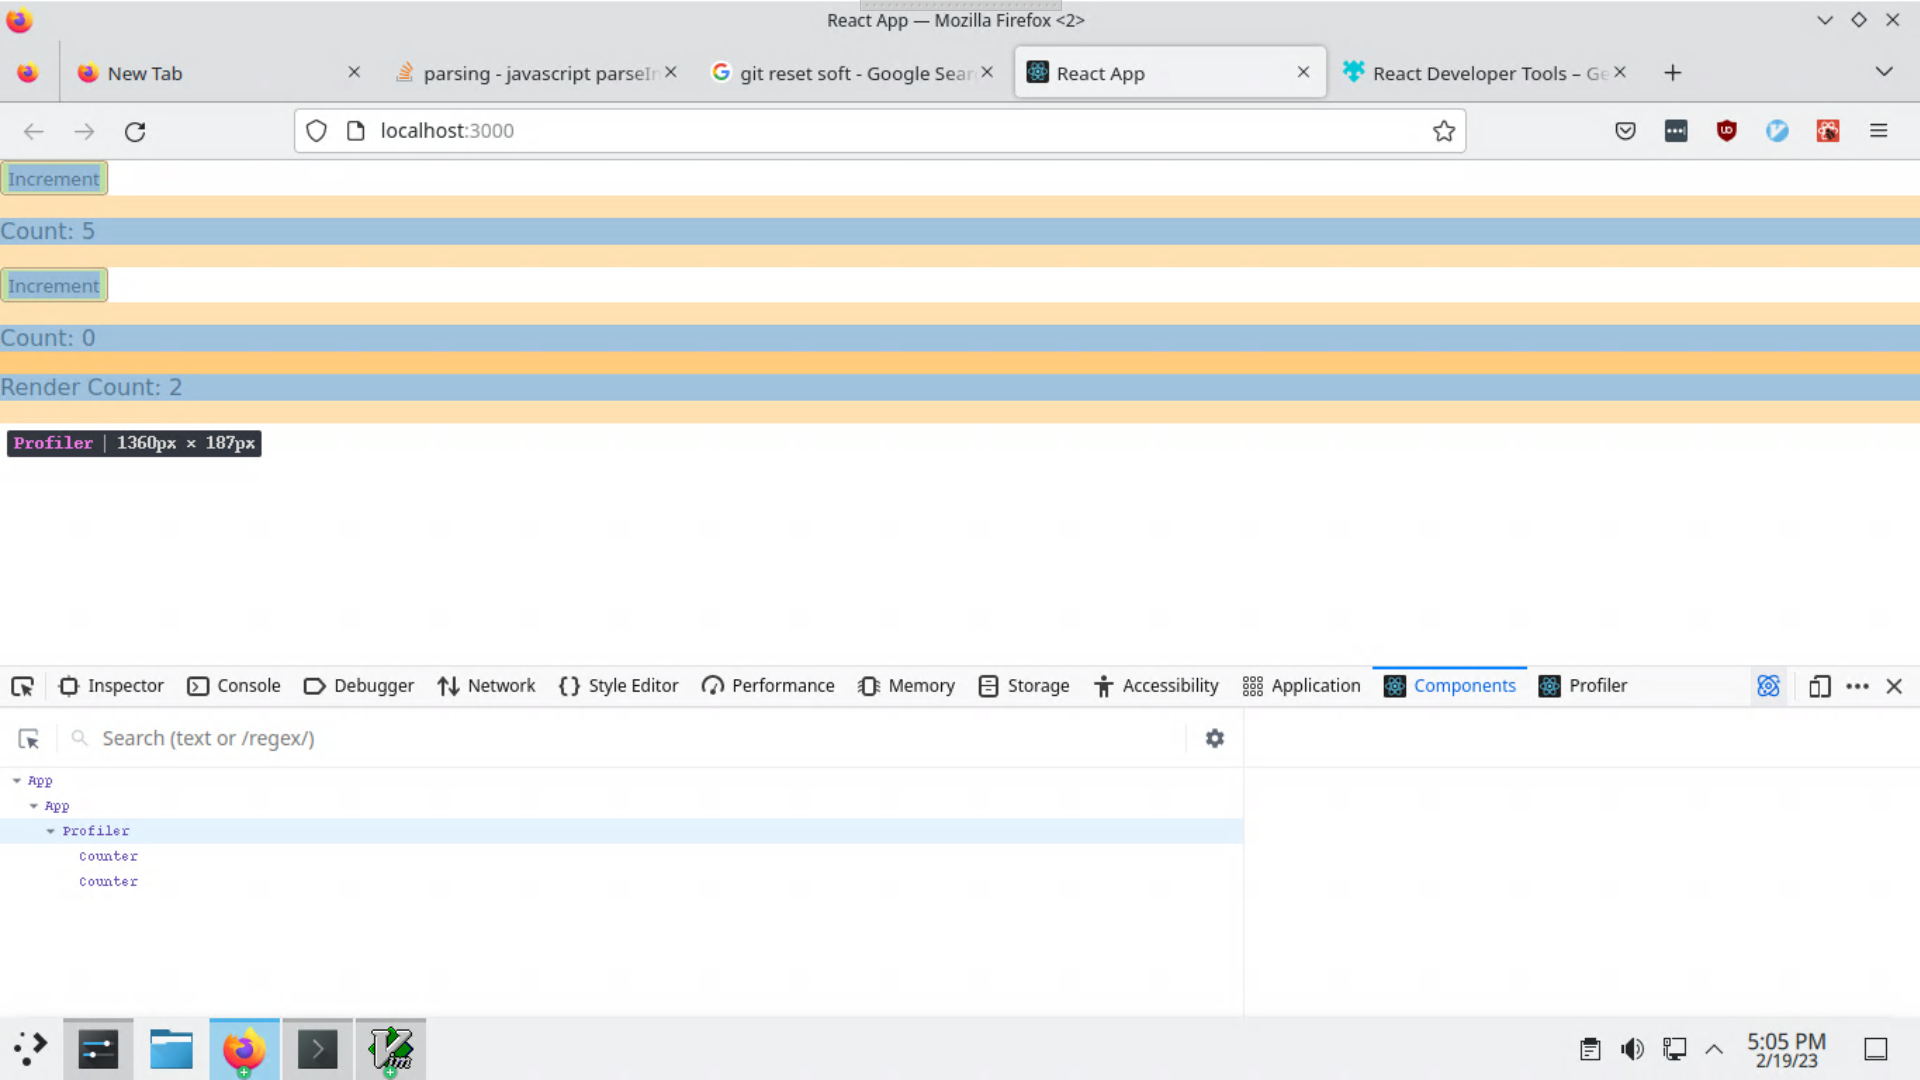 React App — Mozilla Firefox <2>
New Tab
parsing - javascript parseIn
git reset soft - Google Sear
React App
React Developer Tools – Ge
localhost:3000
Increment
Count: 5
Increment
Count: 0
Render Count: 2
Profiler | 1360px × 187px
Inspector
Console
Debugger
Network
Style Editor
Performance
Memory
Storage
Accessibility
Application
Components
Profiler
Search (text or /regex/)
App
App
Profiler
Counter
Counter
5:05 PM
2/19/23